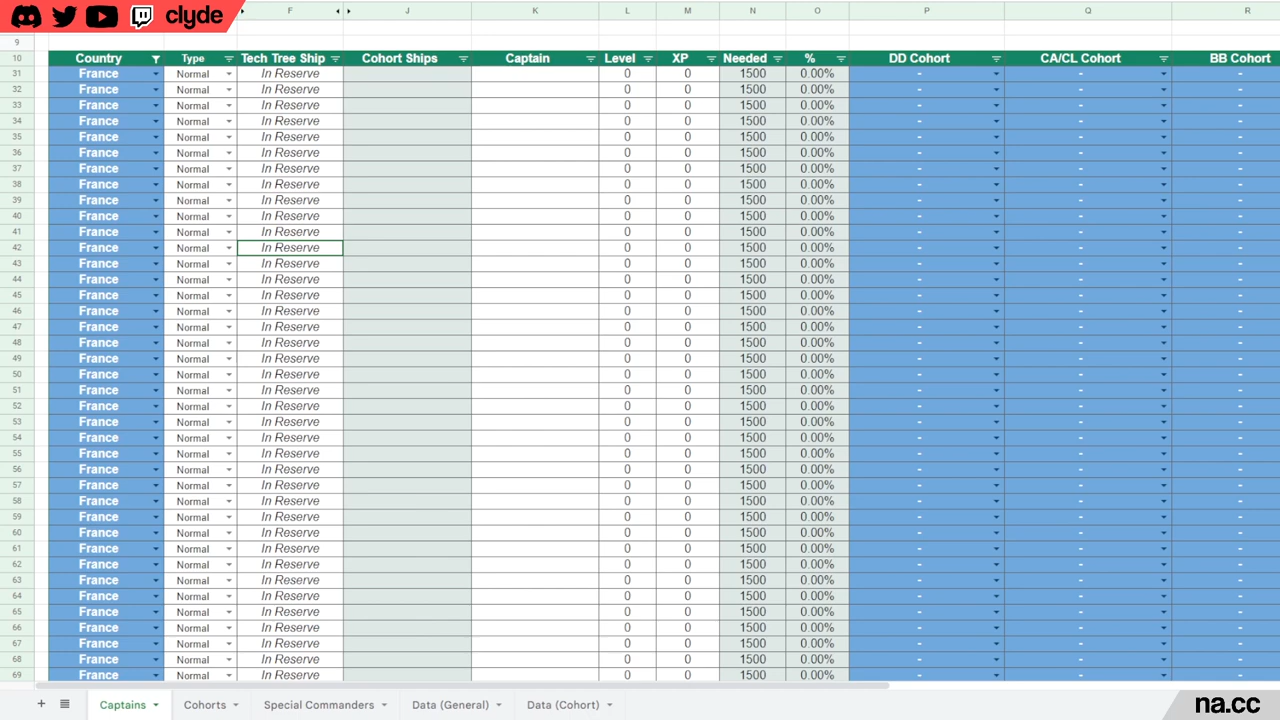 clyde
F J K L M N O P Q R
9
10 Country Type Tech Tree Ship Cohort Ships Captain Level XP Needed % DD Cohort CA/CL Cohort BB Cohort
31 France Normal In Reserve 0 0 1500 0.00% - - -
32 France Normal In Reserve 0 0 1500 0.00% - - -
33 France Normal In Reserve 0 0 1500 0.00% - - -
34 France Normal In Reserve 0 0 1500 0.00% - - -
35 France Normal In Reserve 0 0 1500 0.00% - - -
36 France Normal In Reserve 0 0 1500 0.00% - - -
37 France Normal In Reserve 0 0 1500 0.00% - - -
38 France Normal In Reserve 0 0 1500 0.00% - - -
39 France Normal In Reserve 0 0 1500 0.00% - - -
40 France Normal In Reserve 0 0 1500 0.00% - - -
41 France Normal In Reserve 0 0 1500 0.00% - - -
42 France Normal In Reserve 0 0 1500 0.00% - - -
43 France Normal In Reserve 0 0 1500 0.00% - - -
44 France Normal In Reserve 0 0 1500 0.00% - - -
45 France Normal In Reserve 0 0 1500 0.00% - - -
46 France Normal In Reserve 0 0 1500 0.00% - - -
47 France Normal In Reserve 0 0 1500 0.00% - - -
48 France Normal In Reserve 0 0 1500 0.00% - - -
49 France Normal In Reserve 0 0 1500 0.00% - - -
50 France Normal In Reserve 0 0 1500 0.00% - - -
51 France Normal In Reserve 0 0 1500 0.00% - - -
52 France Normal In Reserve 0 0 1500 0.00% - - -
53 France Normal In Reserve 0 0 1500 0.00% - - -
54 France Normal In Reserve 0 0 1500 0.00% - - -
55 France Normal In Reserve 0 0 1500 0.00% - - -
56 France Normal In Reserve 0 0 1500 0.00% - - -
57 France Normal In Reserve 0 0 1500 0.00% - - -
58 France Normal In Reserve 0 0 1500 0.00% - - -
59 France Normal In Reserve 0 0 1500 0.00% - - -
60 France Normal In Reserve 0 0 1500 0.00% - - -
61 France Normal In Reserve 0 0 1500 0.00% - - -
62 France Normal In Reserve 0 0 1500 0.00% - - -
63 France Normal In Reserve 0 0 1500 0.00% - - -
64 France Normal In Reserve 0 0 1500 0.00% - - -
65 France Normal In Reserve 0 0 1500 0.00% - - -
66 France Normal In Reserve 0 0 1500 0.00% - - -
67 France Normal In Reserve 0 0 1500 0.00% - - -
68 France Normal In Reserve 0 0 1500 0.00% - - -
69 France Normal In Reserve 0 0 1500 0.00% - - -
+ Captains Cohorts Special Commanders Data (General) Data (Cohort)
na.cc